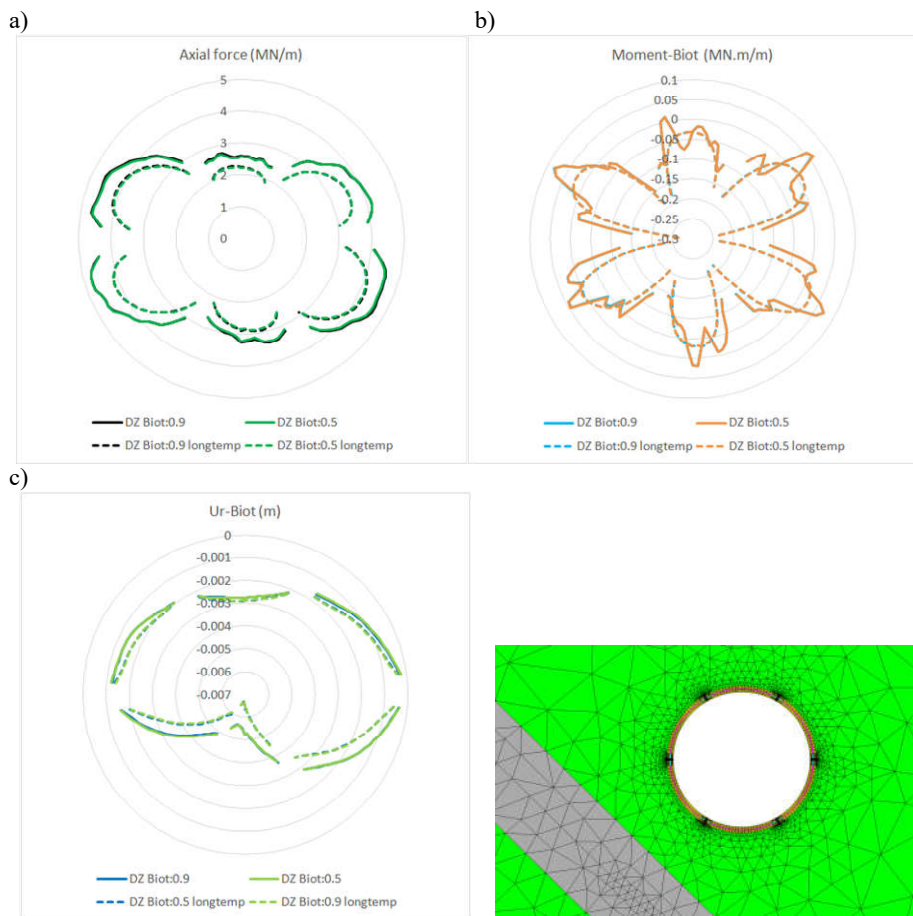 a)
b)
Axial force (MN/m)
5
4
3
2
1
0
DZ Biot:0.9
DZ Biot:0.5
DZ Biot:0.9 longtemp
DZ Biot:0.5 longtemp
Moment-Biot (MN.m/m)
0.1
0.05
0
-0.05
-0.1
-0.15
-0.2
-0.25
-0.3
DZ Biot:0.9
DZ Biot:0.5
DZ Biot:0.9 longtemp
DZ Biot:0.5 longtemp
c)
Ur-Biot (m)
0
-0.001
-0.002
-0.003
-0.004
-0.005
-0.006
-0.007
DZ Biot:0.9
DZ Biot:0.5
DZ Biot:0.5 longtemp
DZ Biot:0.9 longtemp